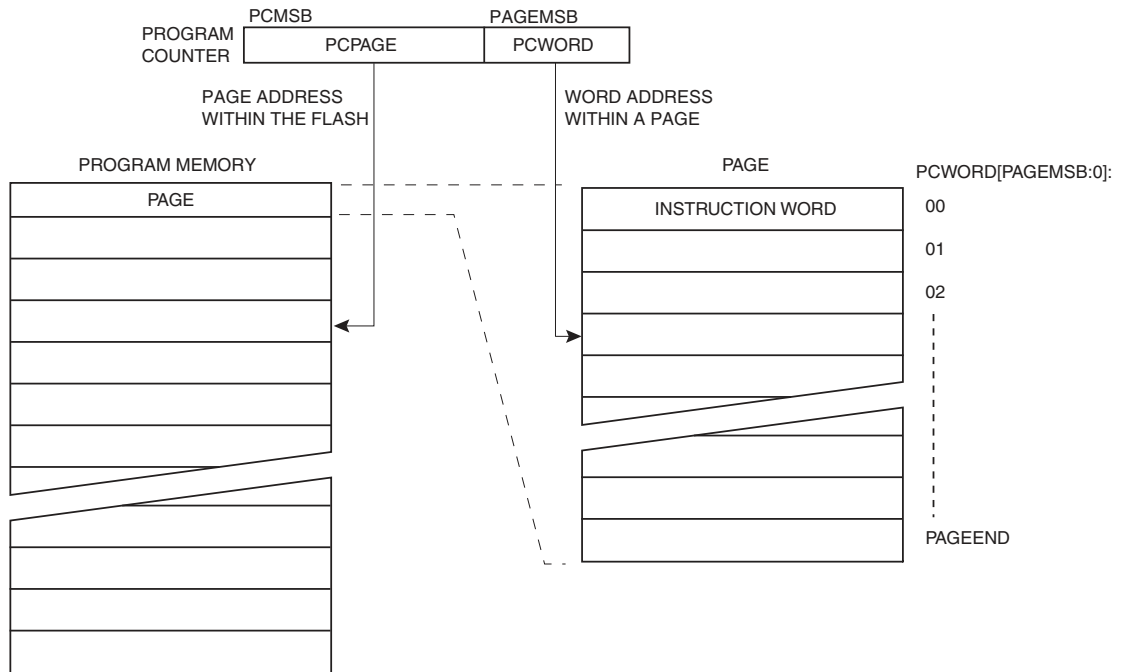 PCMSB
PAGEMSB
PROGRAM
COUNTER
PCPAGE
PCWORD
PAGE ADDRESS
WITHIN THE FLASH
WORD ADDRESS
WITHIN A PAGE
PROGRAM MEMORY
PAGE
PAGE
INSTRUCTION WORD
PCWORD[PAGEMSB:0]:
00
01
02
PAGEEND